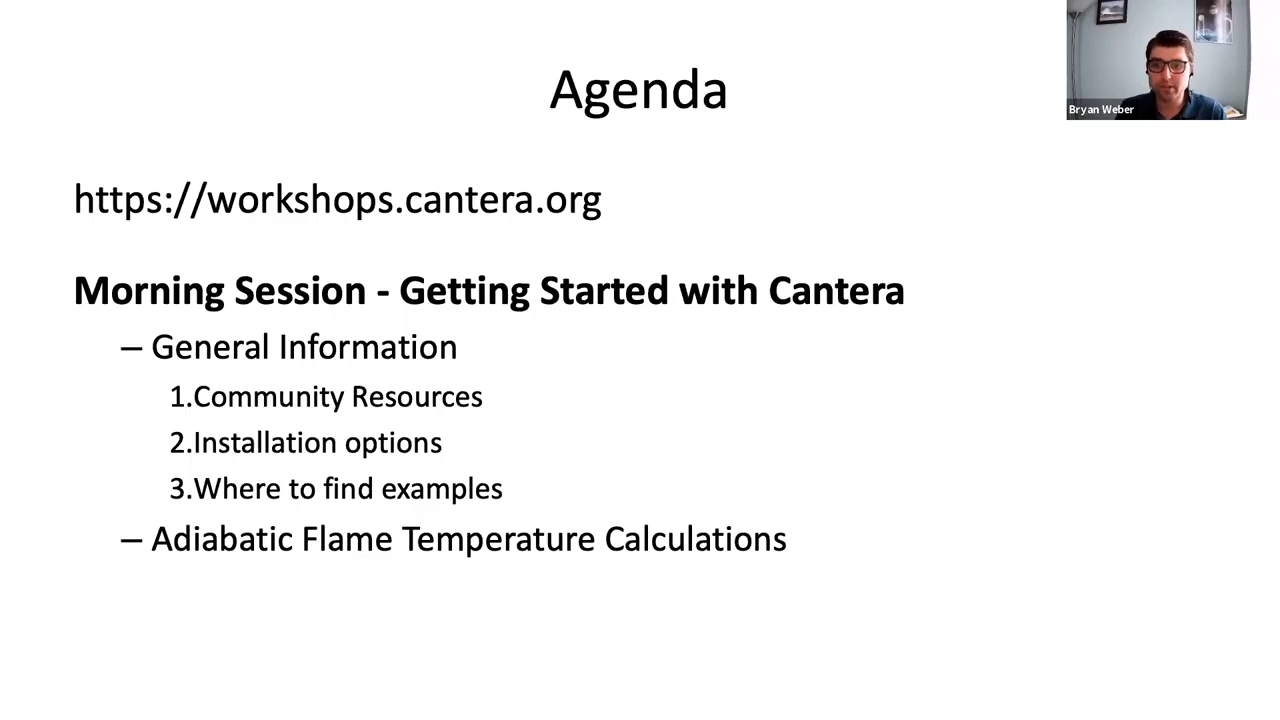 Agenda
Bryan Weber
https://workshops.cantera.org
Morning Session - Getting Started with Cantera
– General Information
1.Community Resources
2.Installation options
3.Where to find examples
– Adiabatic Flame Temperature Calculations